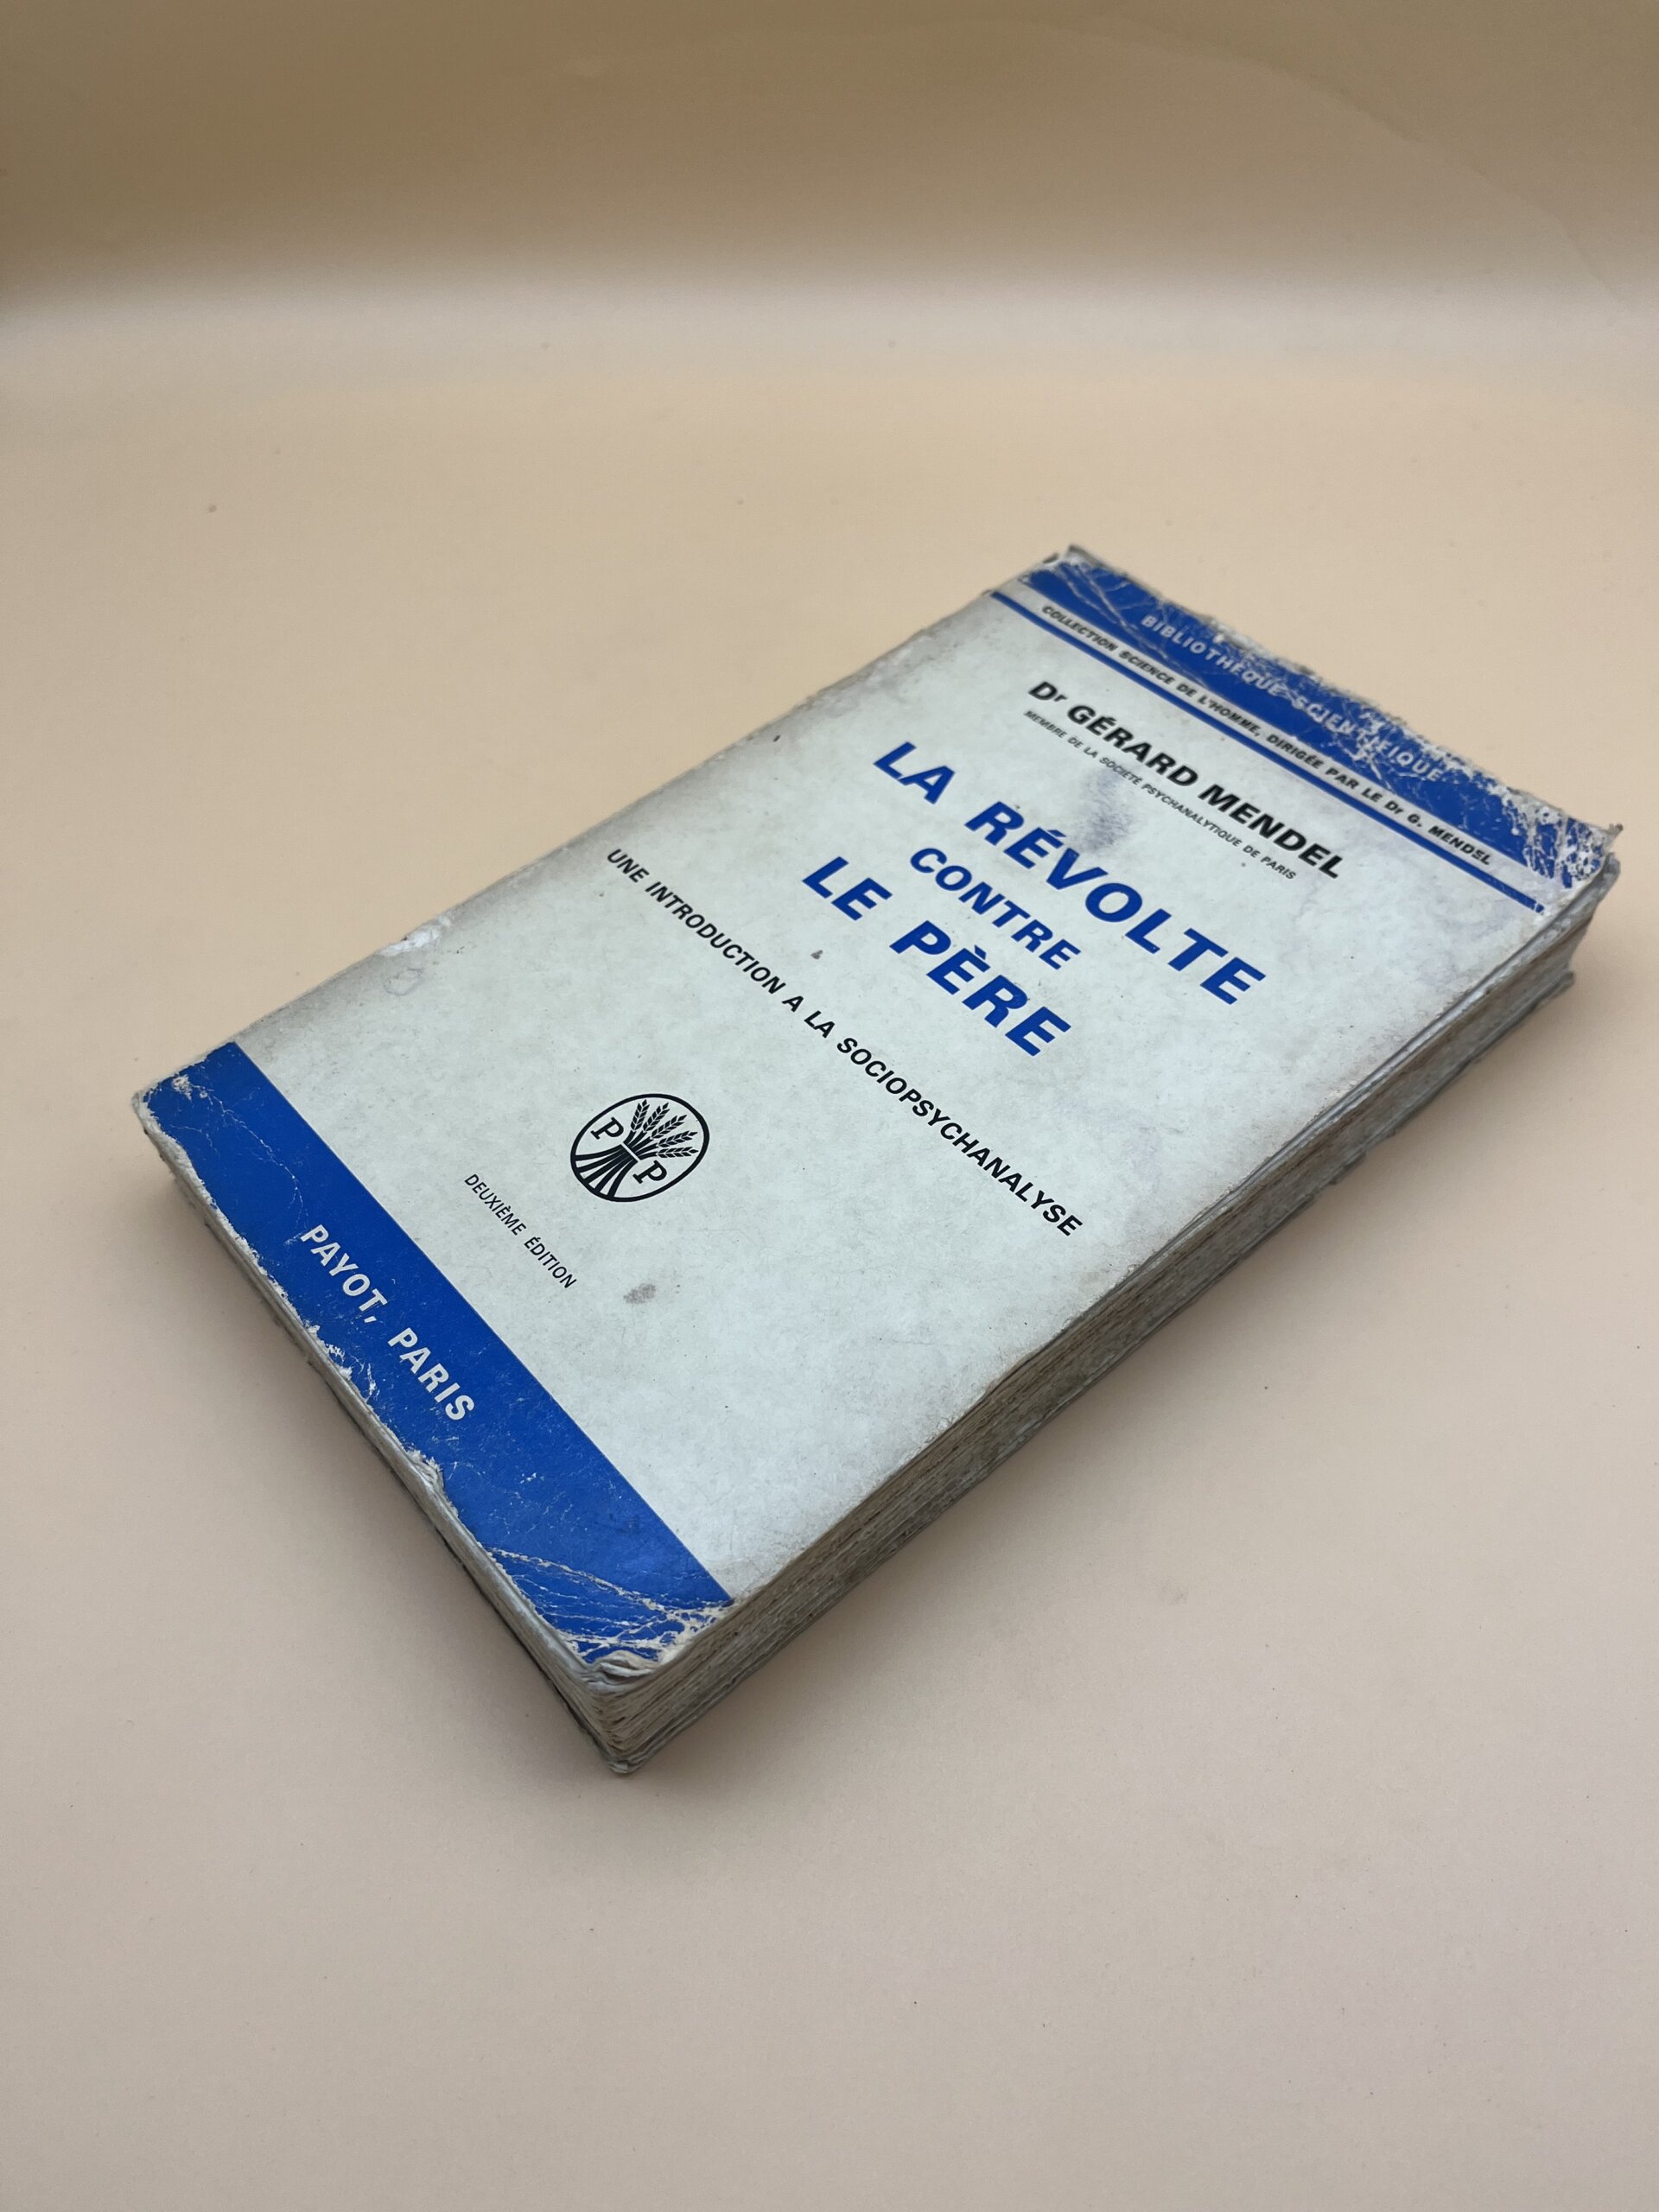 BIBLIOTHÈQUE SCIENTIFIQUE
COLLECTION SCIENCE DE L'HOMME, DIRIGÉE PAR LE Dr G. MENDEL
Dr GÉRARD MENDEL
MEMBRE DE LA SOCIÉTÉ PSYCHANALYTIQUE DE PARIS
LA RÉVOLTE
CONTRE
LE PÈRE
UNE INTRODUCTION A LA SOCIOPSYCHANALYSE
P P
DEUXIÈME ÉDITION
PAYOT, PARIS